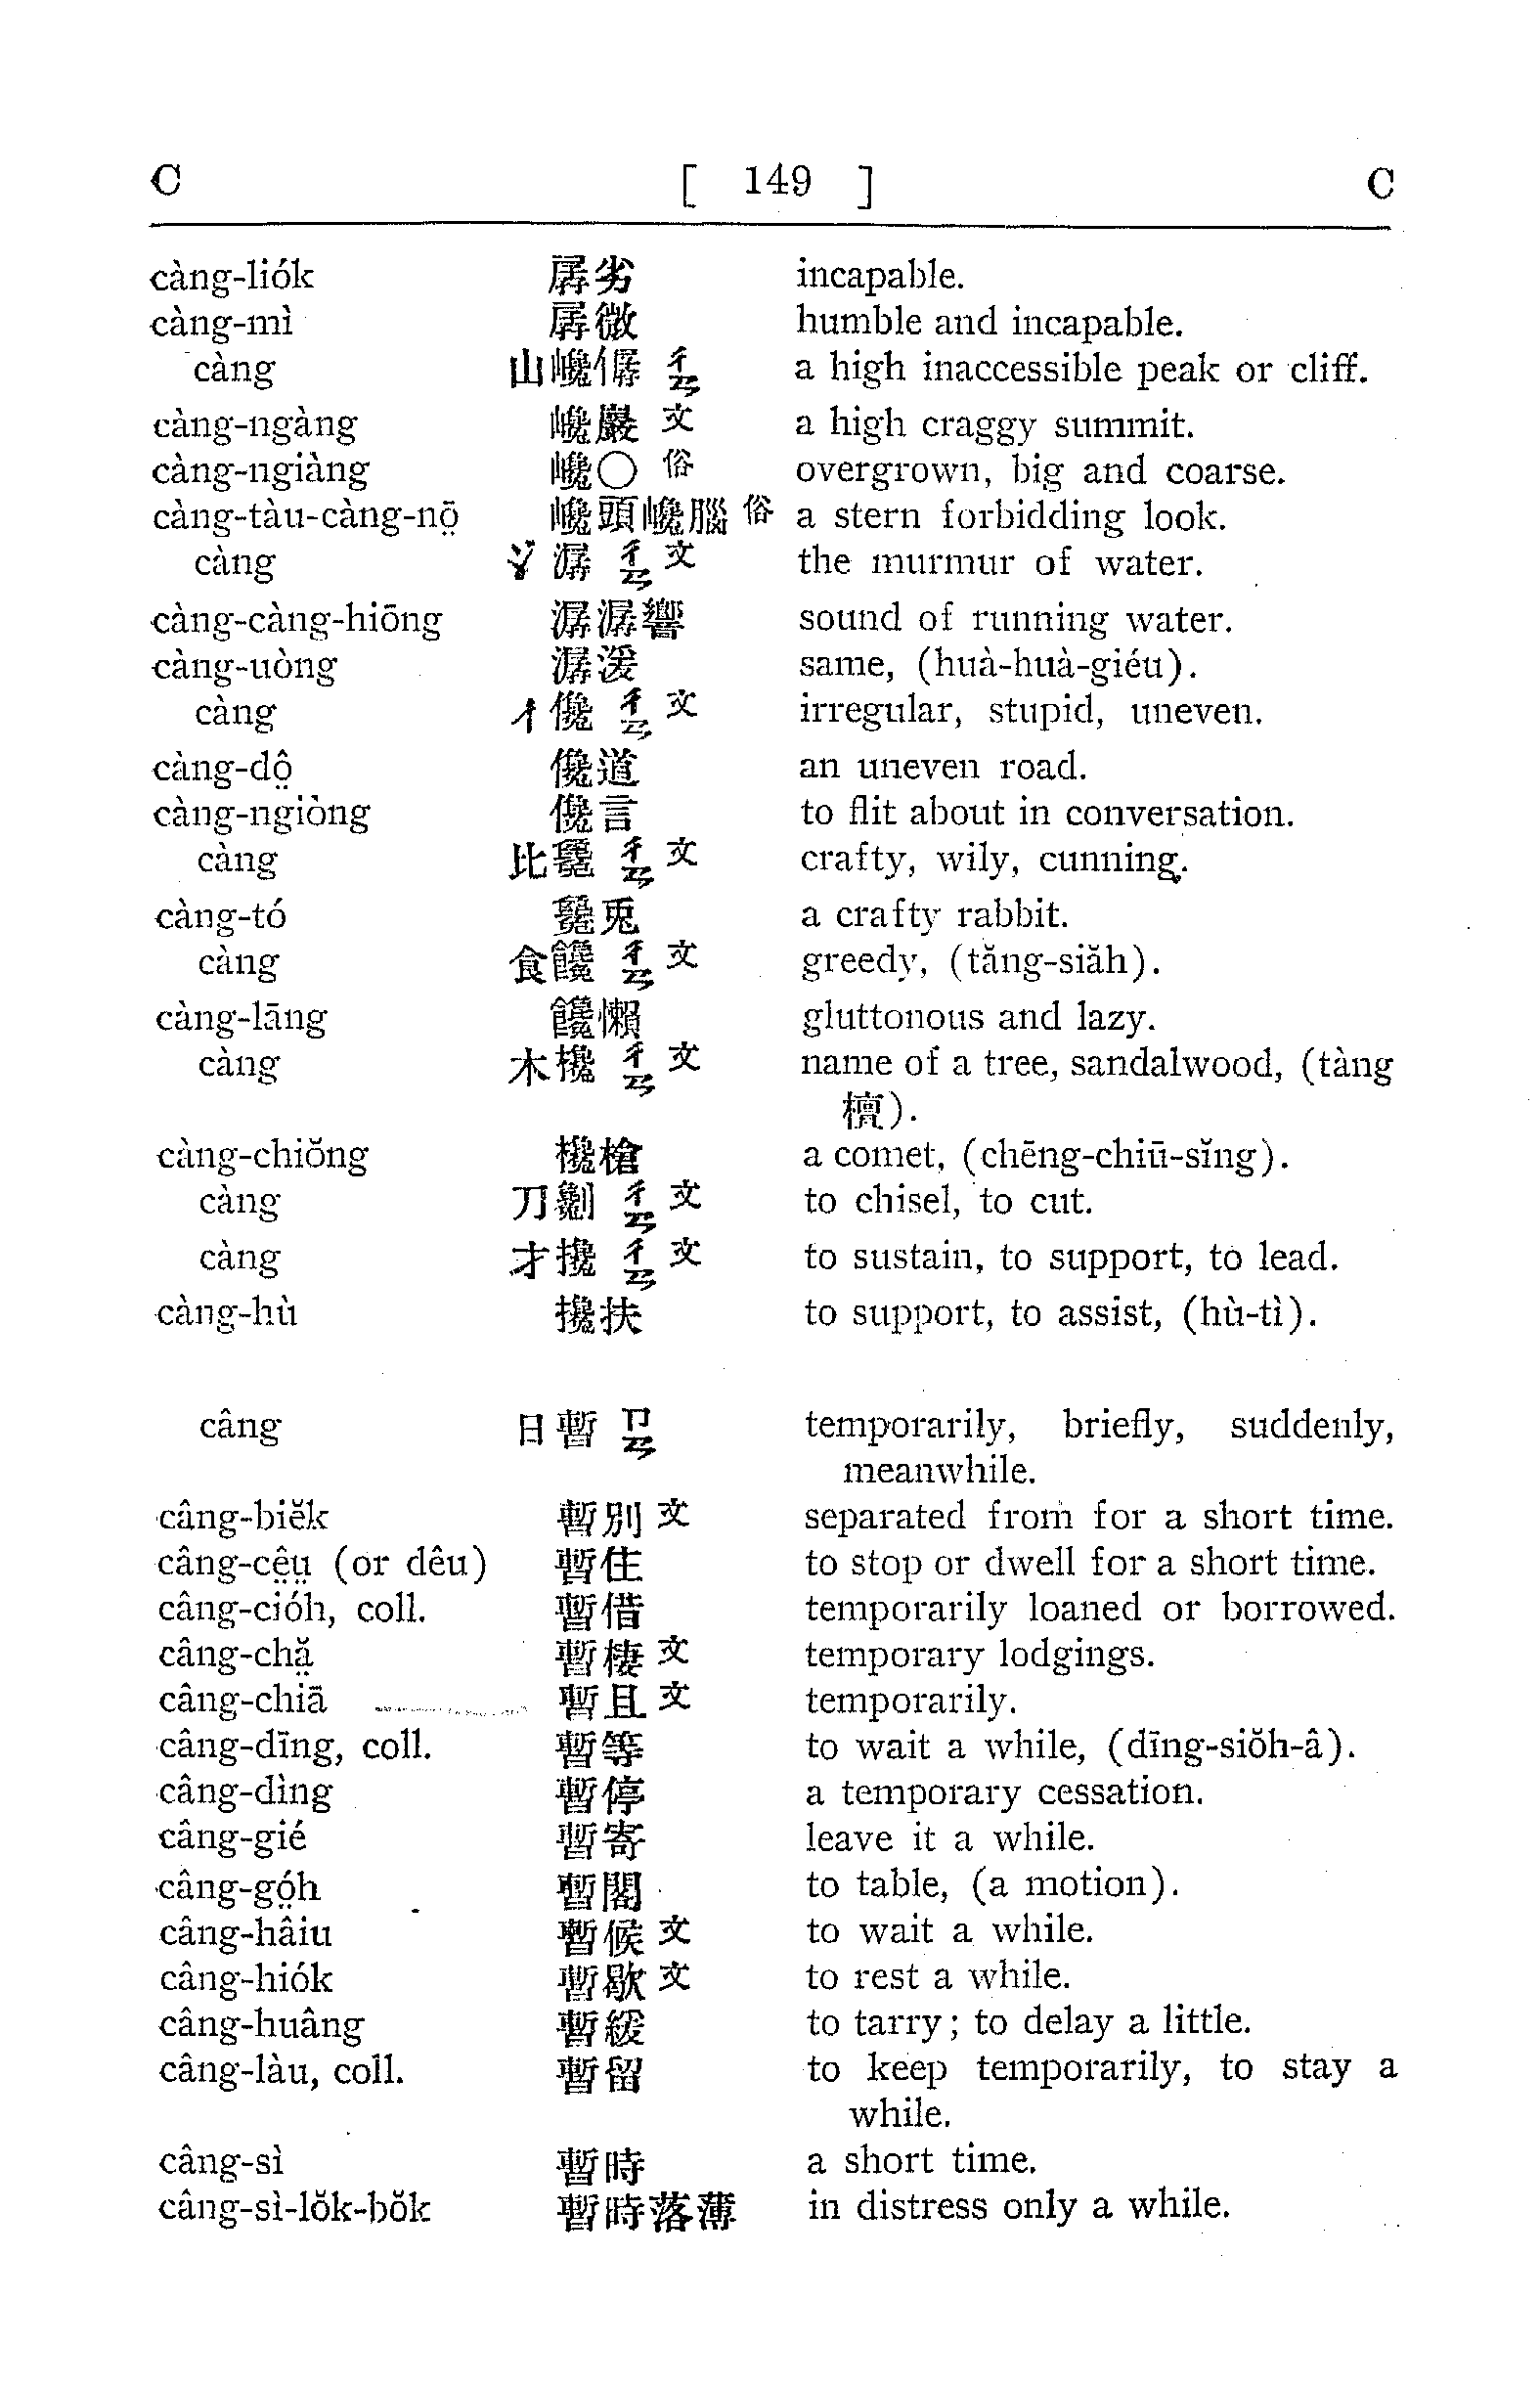 C [ 149 ] C
càng-liók 孱劣 incapable.
càng-mì 孱微 humble and incapable.
càng 山巉僝 ㄔㄢ a high inaccessible peak or cliff.
càng-ngàng 巉巖 文 a high craggy summit.
càng-ngiàng 巉〇 俗 overgrown, big and coarse.
càng-tàu-càng-nō̤ 巉頭巉腦 俗 a stern forbidding look.
càng 潺 ㄔㄢ 文 the murmur of water.
càng-càng-hiōng 潺潺響 sound of running water.
càng-uòng 潺湲 same, (huà-huà-giéu).
càng 亻儳 ㄔㄢ 文 irregular, stupid, uneven.
càng-dô̤ 儳道 an uneven road.
càng-ngiòng 儳言 to flit about in conversation.
càng 比毚 ㄔㄢ 文 crafty, wily, cunning.
càng-tó 毚兎 a crafty rabbit.
càng 食饞 ㄔㄢ 文 greedy, (tăng-siăh).
càng-lāng 饞懶 gluttonous and lazy.
càng 木欃 ㄔㄢ 文 name of a tree, sandalwood, (tàng
檀).
càng-chiŏng 欃槍 a comet, (chēng-chiū-sĭng).
càng 刀劖 ㄔㄢ 文 to chisel, to cut.
càng 才攙 ㄔㄢ 文 to sustain, to support, to lead.
càng-hù 攙扶 to support, to assist, (hù-tì).
câng 日暫 ㄗㄢ temporarily, briefly, suddenly,
meanwhile.
câng-biĕk 暫別 文 separated from for a short time.
câng-cê̤ṳ (or dêu) 暫住 to stop or dwell for a short time.
câng-cióh, coll. 暫借 temporarily loaned or borrowed.
câng-chă̤ 暫棲 文 temporary lodgings.
câng-chiā 暫且 文 temporarily.
câng-dīng, coll. 暫等 to wait a while, (dīng-siŏh-â).
câng-dìng 暫停 a temporary cessation.
câng-gié 暫寄 leave it a while.
câng-gó̤h 暫閣 to table, (a motion).
câng-hâiu 暫候 文 to wait a while.
câng-hiók 暫歇 文 to rest a while.
câng-huâng 暫緩 to tarry; to delay a little.
câng-làu, coll. 暫留 to keep temporarily, to stay a
while.
câng-sì 暫時 a short time.
câng-sì-lŏk-bŏk 暫時落薄 in distress only a while.